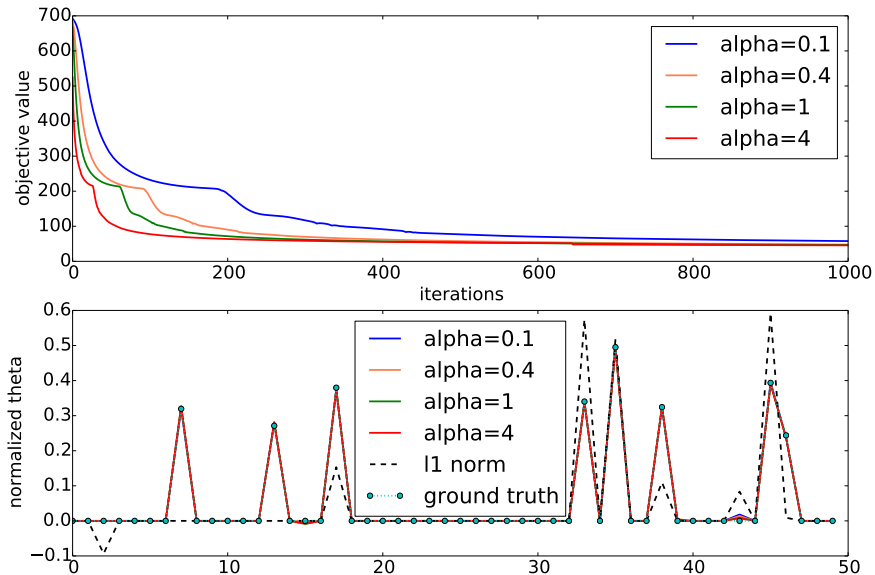 700
600
500
400
300
200
100
0
objective value
alpha=0.1
alpha=0.4
alpha=1
alpha=4
0 200 400 600 800 1000
iterations
0.6
0.5
0.4
0.3
0.2
0.1
0.0
−0.1
normalized theta
alpha=0.1
alpha=0.4
alpha=1
alpha=4
l1 norm
ground truth
0 10 20 30 40 50